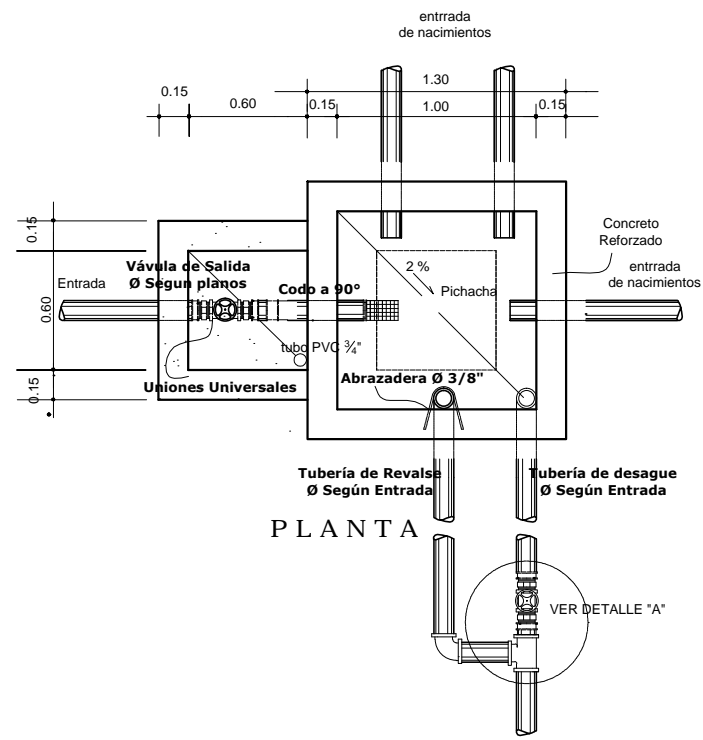 entrrada
de nacimientos
1.30
0.15
0.60
0.15
1.00
0.15
0.15
0.60
0.15
Concreto
Reforzado
entrrada
de nacimientos
2 %
Pichacha
Entrada
Vávula de Salida
Ø Segun planos
Codo a 90°
tubo PVC ¾"
Uniones Universales
Abrazadera Ø 3/8"
Tubería de Revalse
Ø Según Entrada
Tubería de desague
Ø Según Entrada
PLANTA
VER DETALLE "A"